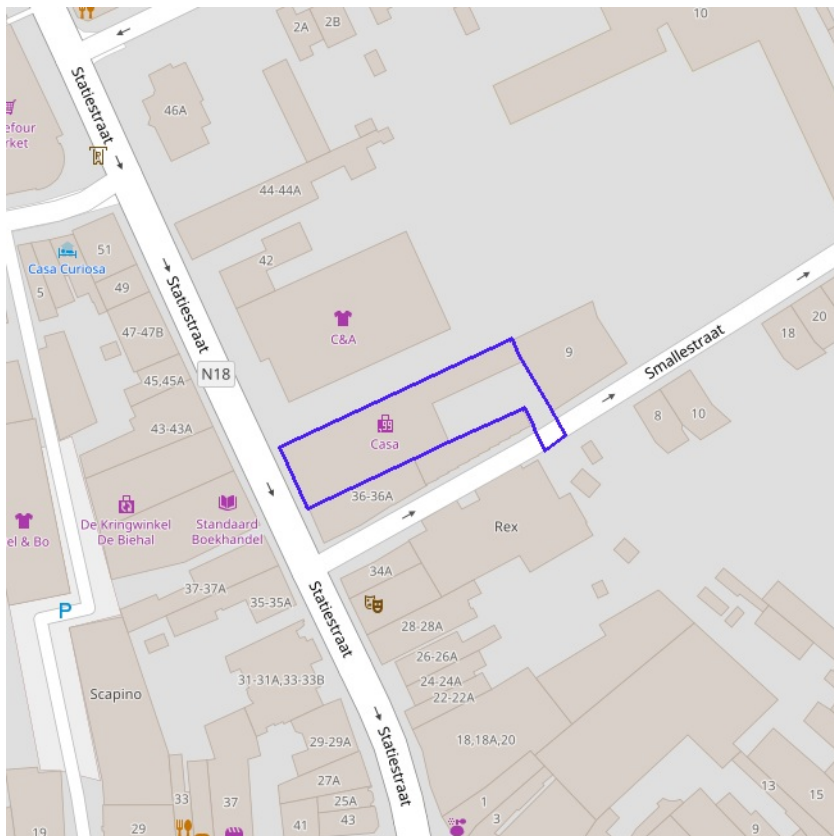 2A
2B
10
Statiestraat
46A
efour
rket
P
44-44A
51
Casa Curiosa
5
49
42
Statiestraat
C&A
47-47B
N18
45,45A
43-43A
9
Smallestraat
18
20
8
10
99
Casa
36-36A
De Kringwinkel
De Biehal
Standaard
Boekhandel
el & Bo
Rex
34A
37-37A
35-35A
P
Statiestraat
28-28A
26-26A
24-24A
22-22A
31-31A,33-33B
Scapino
18,18A,20
29-29A
Statiestraat
27A
25A
43
41
33
37
29
19
1
3
13
15
9